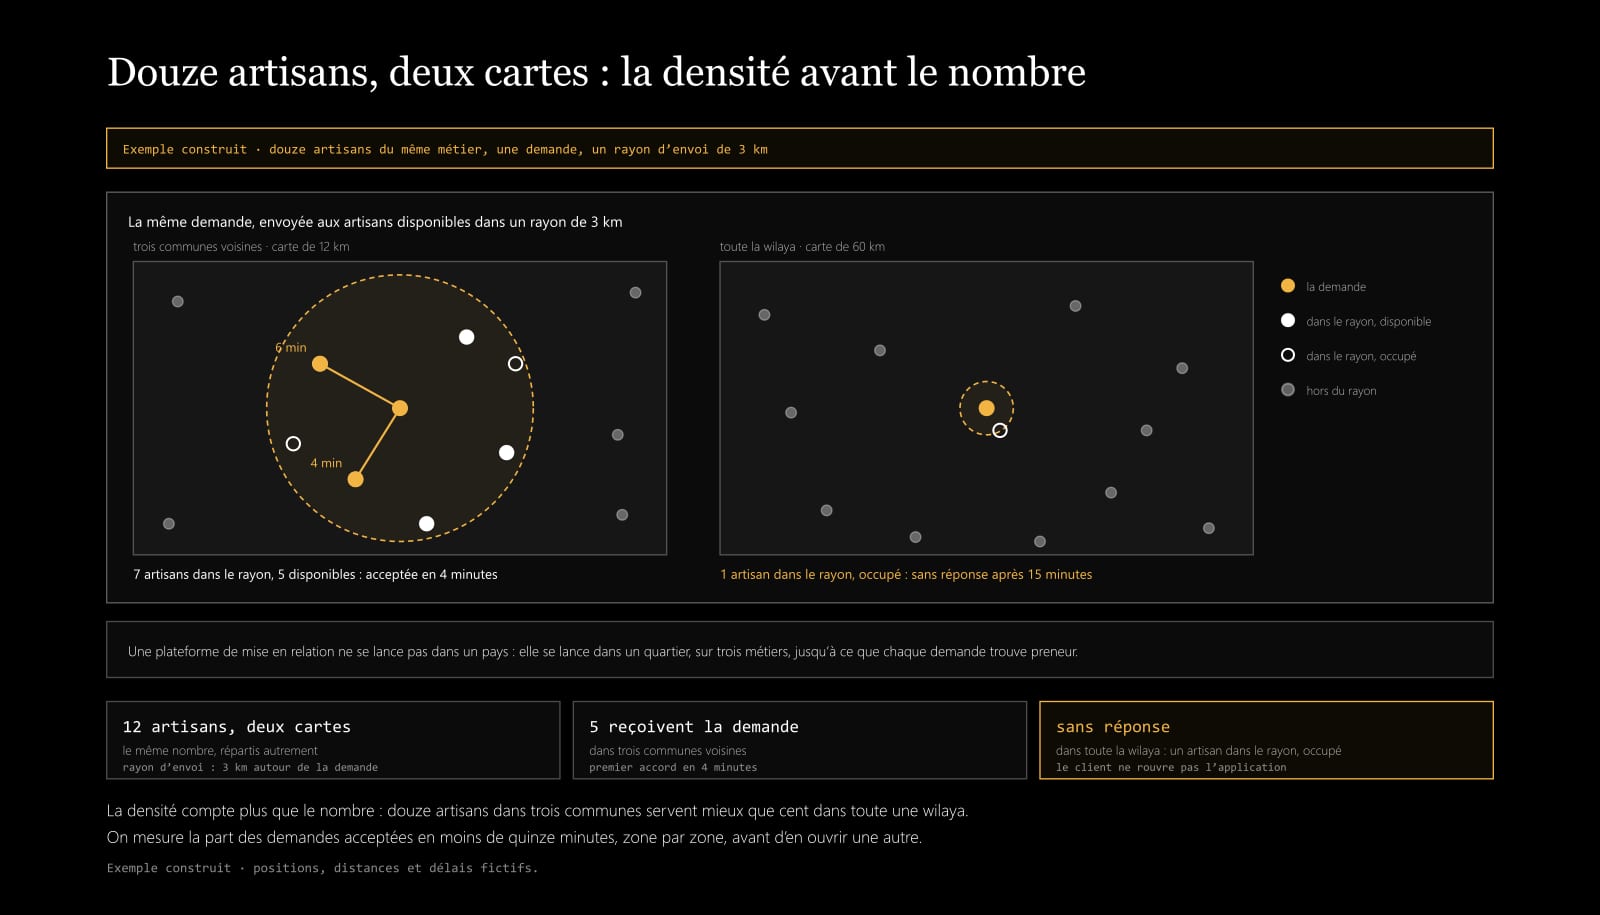 Douze artisans, deux cartes : la densité avant le nombre
Exemple construit · douze artisans du même métier, une demande, un rayon d’envoi de 3 km
La même demande, envoyée aux artisans disponibles dans un rayon de 3 km
trois communes voisines · carte de 12 km
toute la wilaya · carte de 60 km
6 min
4 min
la demande
dans le rayon, disponible
dans le rayon, occupé
hors du rayon
7 artisans dans le rayon, 5 disponibles : acceptée en 4 minutes
1 artisan dans le rayon, occupé : sans réponse après 15 minutes
Une plateforme de mise en relation ne se lance pas dans un pays : elle se lance dans un quartier, sur trois métiers, jusqu’à ce que chaque demande trouve preneur.
12 artisans, deux cartes
le même nombre, répartis autrement
rayon d’envoi : 3 km autour de la demande
5 reçoivent la demande
dans trois communes voisines
premier accord en 4 minutes
sans réponse
dans toute la wilaya : un artisan dans le rayon, occupé
le client ne rouvre pas l’application
La densité compte plus que le nombre : douze artisans dans trois communes servent mieux que cent dans toute une wilaya.
On mesure la part des demandes acceptées en moins de quinze minutes, zone par zone, avant d’en ouvrir une autre.
Exemple construit · positions, distances et délais fictifs.